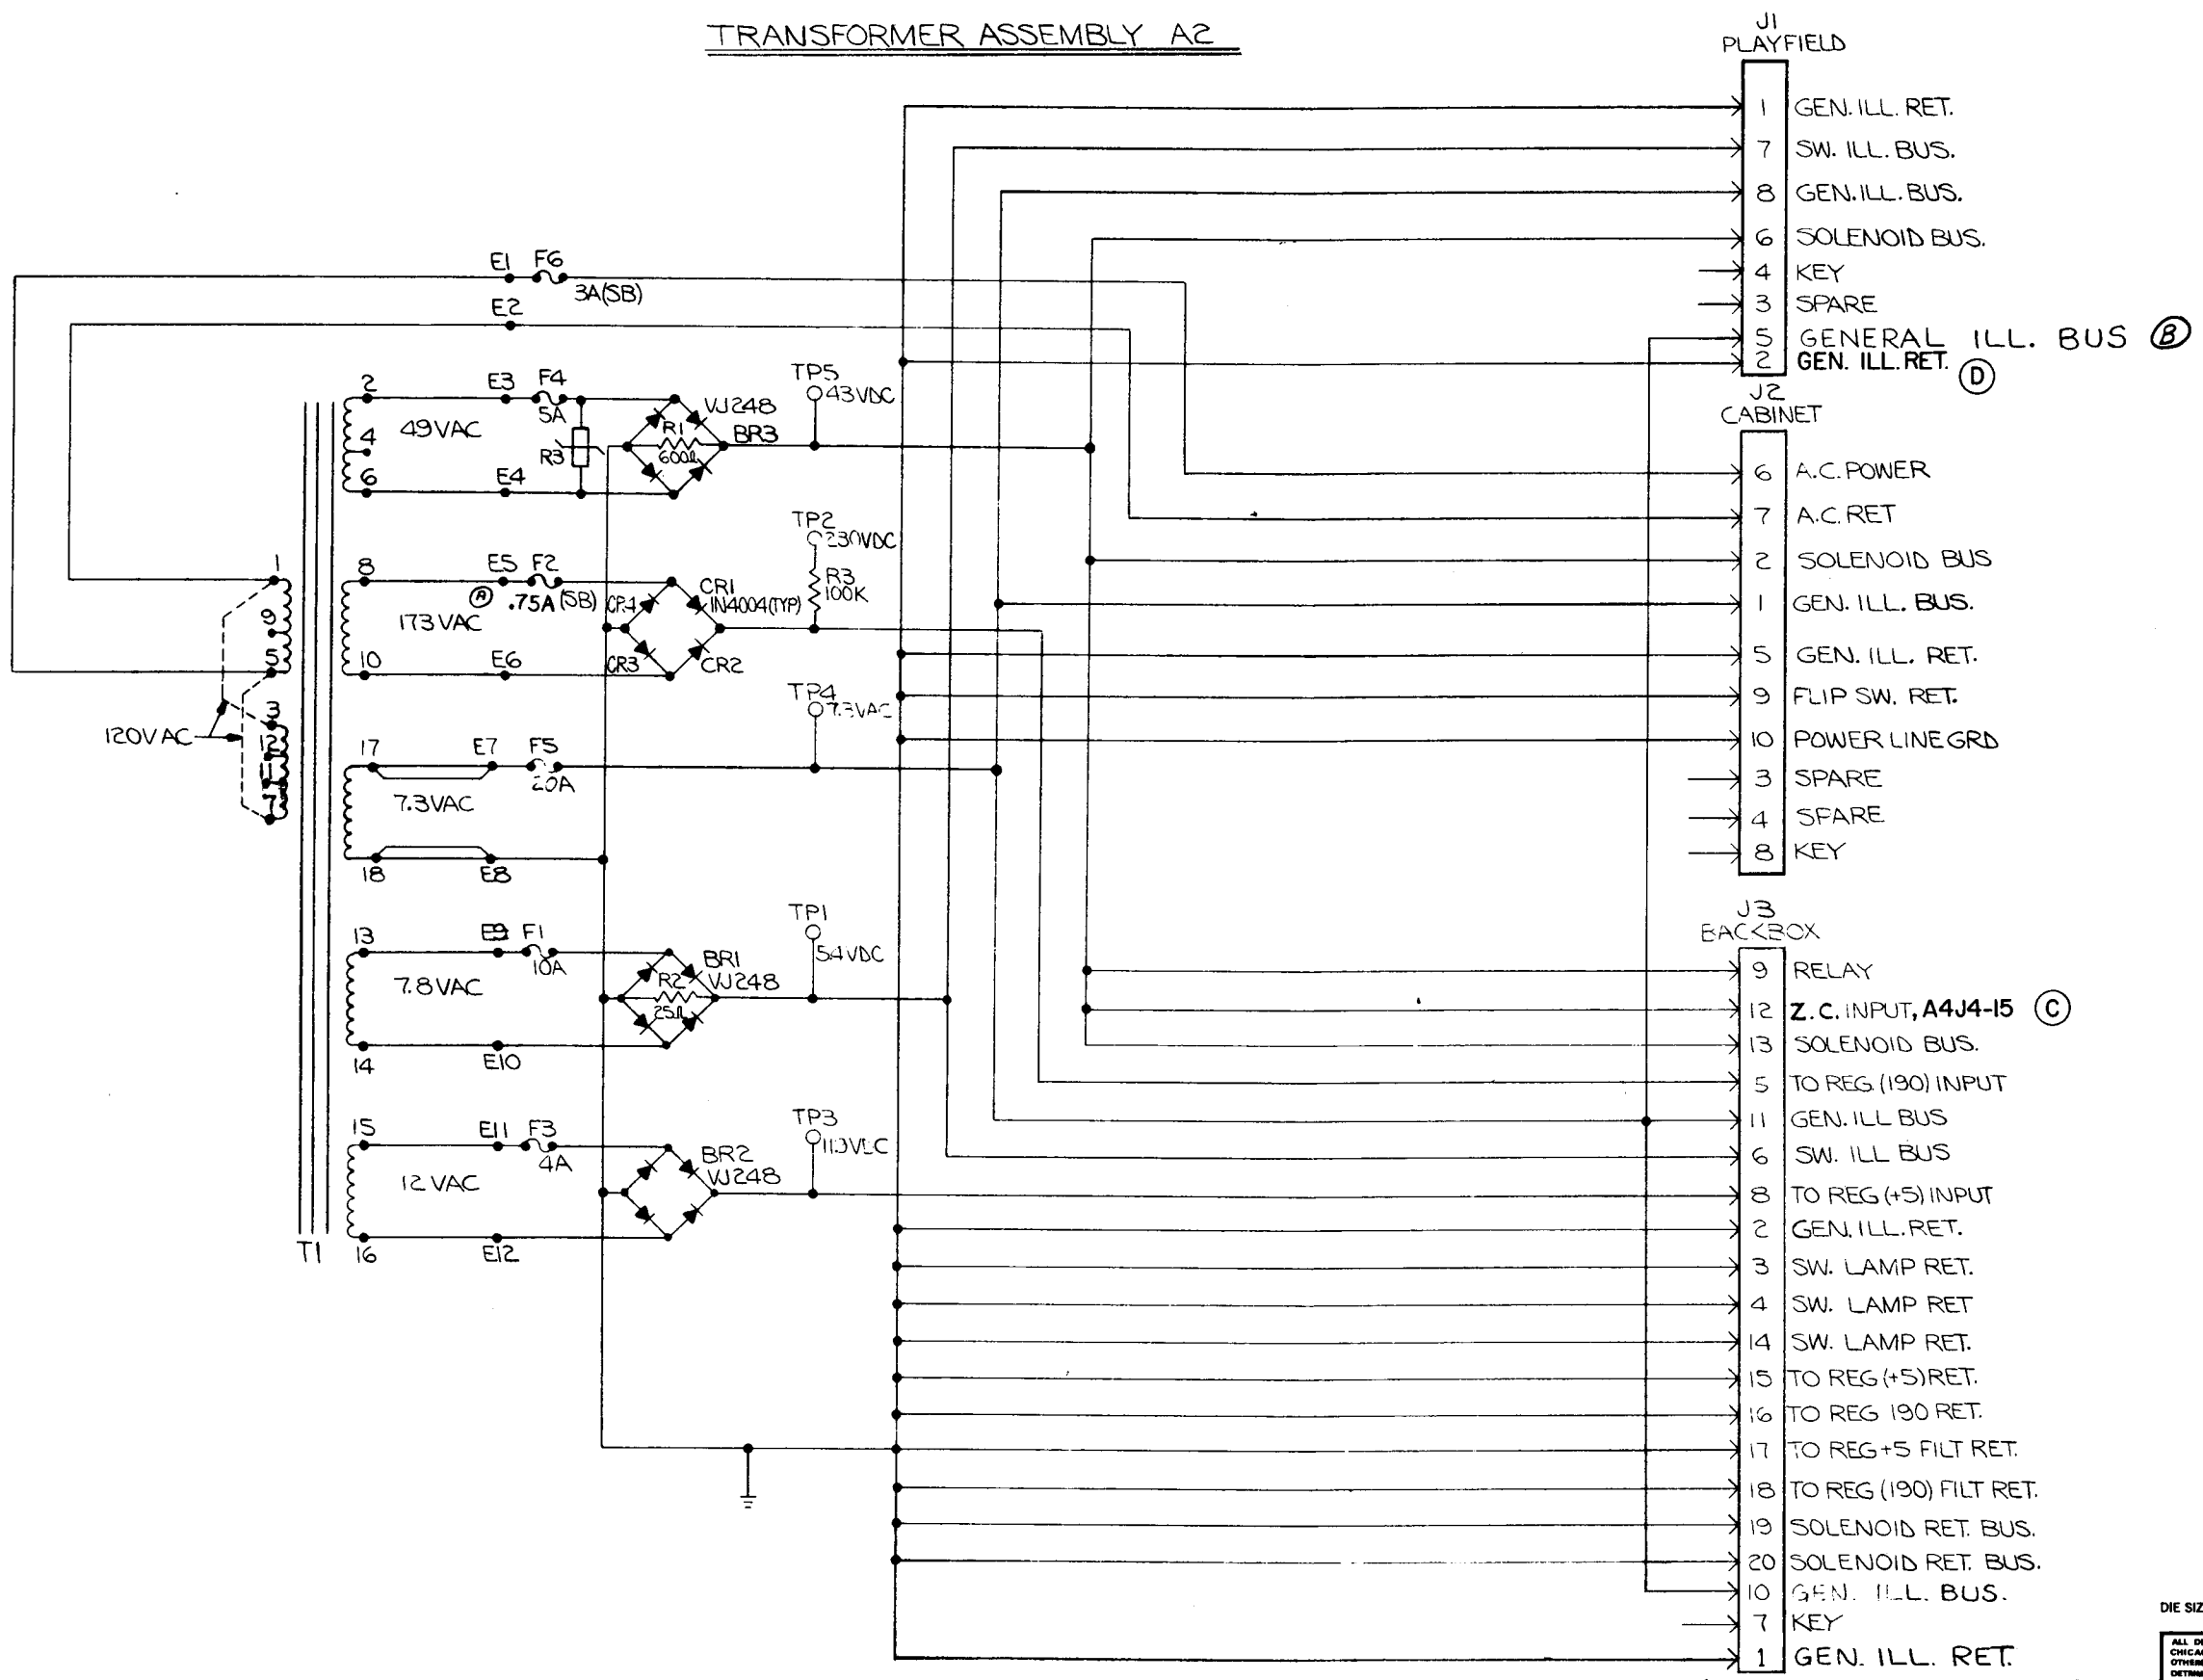 TRANSFORMER ASSEMBLY A2
J1
PLAYFIELD
1 GEN. ILL. RET.
7 SW. ILL. BUS.
8 GEN. ILL. BUS.
6 SOLENOID BUS.
4 KEY
3 SPARE
5 GENERAL ILL. BUS B
2 GEN. ILL. RET. D
J2
CABINET
6 A.C. POWER
7 A.C. RET
2 SOLENOID BUS
1 GEN. ILL. BUS.
5 GEN. ILL. RET.
9 FLIP SW. RET.
10 POWER LINE GRD
3 SPARE
4 SPARE
8 KEY
J3
BACKBOX
9 RELAY
12 Z.C. INPUT, A4J4-15 C
13 SOLENOID BUS.
5 TO REG. (190) INPUT
11 GEN. ILL BUS
6 SW. ILL BUS
8 TO REG (+5) INPUT
2 GEN. ILL. RET.
3 SW. LAMP RET.
4 SW. LAMP RET
14 SW. LAMP RET.
15 TO REG (+5) RET.
16 TO REG 190 RET.
17 TO REG +5 FILT RET.
18 TO REG (190) FILT RET.
19 SOLENOID RET. BUS.
20 SOLENOID RET. BUS.
10 GEN. ILL. BUS.
7 KEY
1 GEN. ILL. RET.
E1 F6
3A(SB)
E2
2 E3 F4
5A
49VAC
4
6 E4
R3
R1
600Ω
VJ248
BR3
TP5
43VDC
8 E5 F2
A .75A (SB)
173VAC
10 E6
CR4
CR1
1N4004(TYP)
CR3
CR2
TP2
230VDC
R3
100K
1
9
5
3
12
11
7
120VAC
17 E7 F5
20A
7.3VAC
18 E8
TP4
7.3VAC
13 E9 F1
10A
7.8VAC
14 E10
R2
25Ω
BR1
VJ248
TP1
5.4VDC
15 E11 F3
4A
12VAC
16 E12
BR2
VJ248
TP3
T1
DIE SIZ
ALL
CHICA